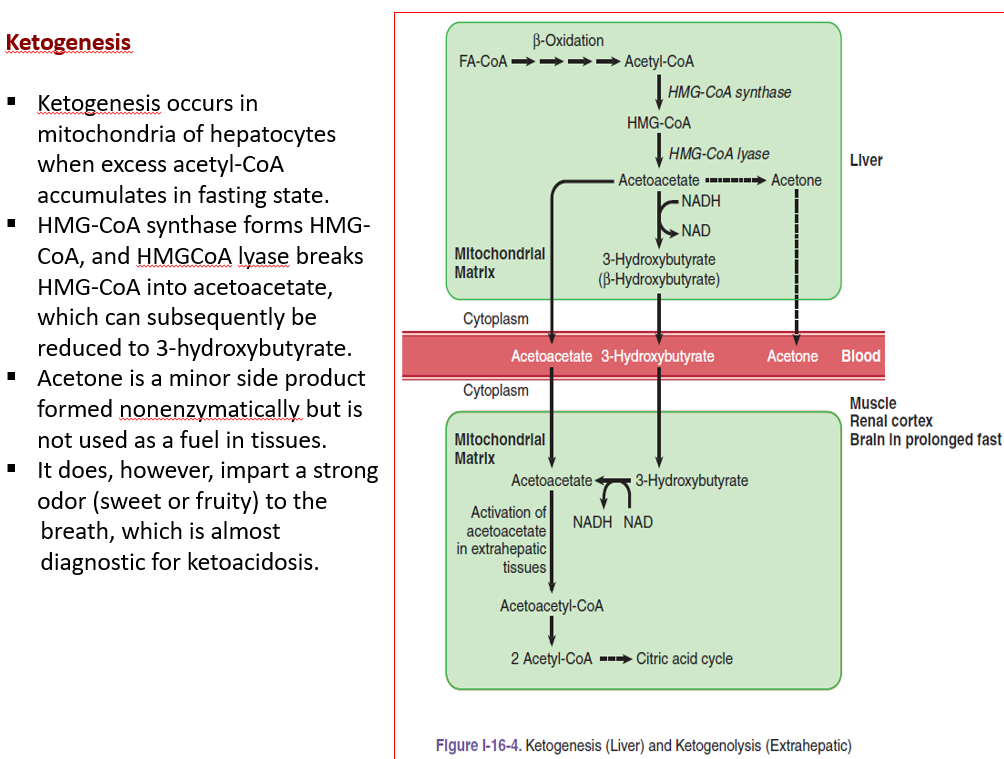 Ketogenesis
▪ Ketogenesis occurs in
mitochondria of hepatocytes
when excess acetyl-CoA
accumulates in fasting state.
▪ HMG-CoA synthase forms HMG-
CoA, and HMGCoA lyase breaks
HMG-CoA into acetoacetate,
which can subsequently be
reduced to 3-hydroxybutyrate.
▪ Acetone is a minor side product
formed nonenzymatically but is
not used as a fuel in tissues.
▪ It does, however, impart a strong
odor (sweet or fruity) to the
breath, which is almost
diagnostic for ketoacidosis.
β-Oxidation
FA-CoA
Acetyl-CoA
HMG-CoA synthase
HMG-CoA
HMG-CoA lyase
Liver
Acetoacetate
Acetone
NADH
NAD
Mitochondrial
Matrix
3-Hydroxybutyrate
(β-Hydroxybutyrate)
Cytoplasm
Acetoacetate 3-Hydroxybutyrate Acetone Blood
Cytoplasm
Muscle
Renal cortex
Brain in prolonged fast
Mitochondrial
Matrix
Acetoacetate
3-Hydroxybutyrate
NADH NAD
Activation of
acetoacetate
in extrahepatic
tissues
Acetoacetyl-CoA
2 Acetyl-CoA
Citric acid cycle
Figure I-16-4. Ketogenesis (Liver) and Ketogenolysis (Extrahepatic)